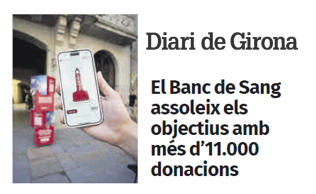 Diari de Girona
El Banc de Sang
assoleix els
objectius amb
més d'11.000
donacions